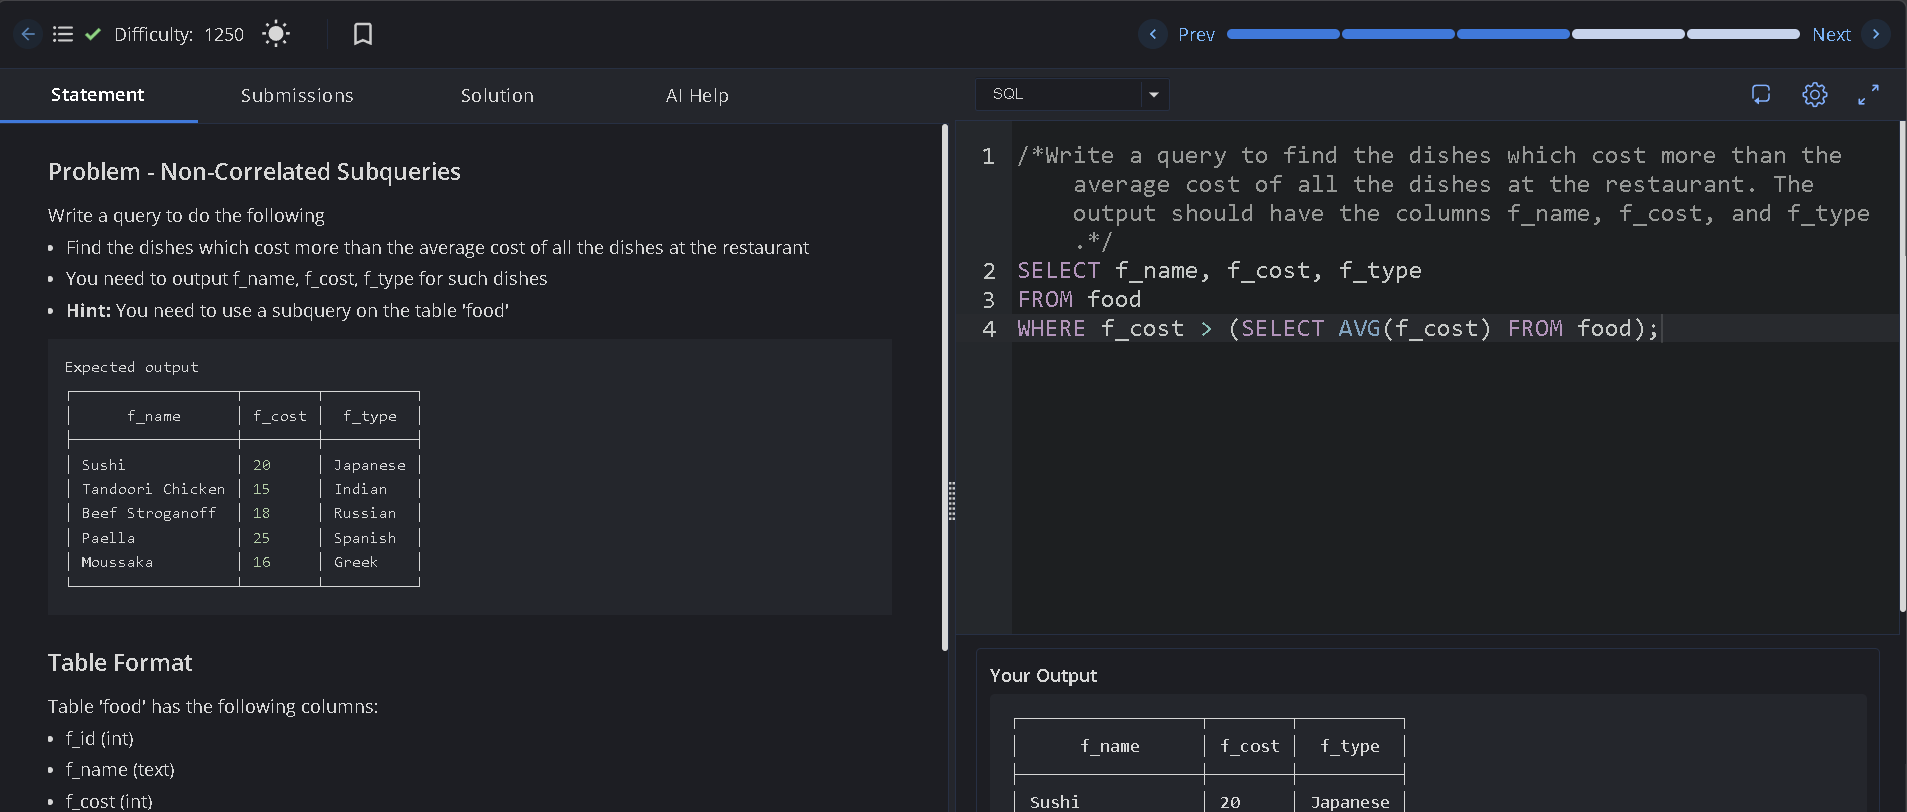 Difficulty: 1250
Prev
Next
Statement
Submissions
Solution
AI Help
Problem - Non-Correlated Subqueries
Write a query to do the following
• Find the dishes which cost more than the average cost of all the dishes at the restaurant
• You need to output f_name, f_cost, f_type for such dishes
• Hint: You need to use a subquery on the table 'food'
Expected output
f_name f_cost f_type
Sushi 20 Japanese
Tandoori Chicken 15 Indian
Beef Stroganoff 18 Russian
Paella 25 Spanish
Moussaka 16 Greek
Table Format
Table 'food' has the following columns:
• f_id (int)
• f_name (text)
• f_cost (int)
SQL
1 /*Write a query to find the dishes which cost more than the
average cost of all the dishes at the restaurant. The
output should have the columns f_name, f_cost, and f_type
.*/
2 SELECT f_name, f_cost, f_type
3 FROM food
4 WHERE f_cost > (SELECT AVG(f_cost) FROM food);
Your Output
f_name f_cost f_type
Sushi 20 Japanese